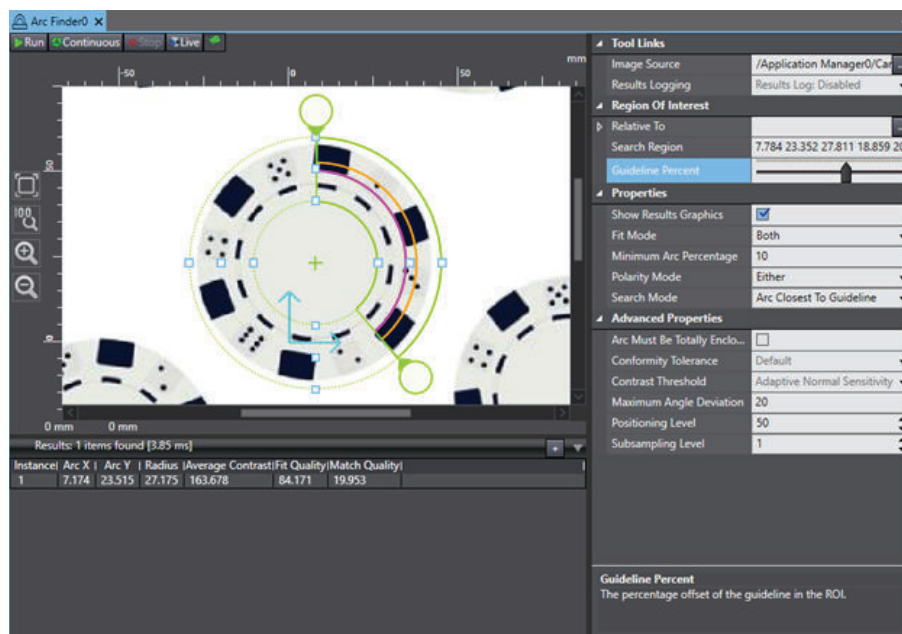 Arc Finder0 ×
Run Continuous Stop Live
mm
-50 0 50
50
0
100
0 mm 0 mm
Results: 1 items found [3.85 ms]
Instance| Arc X | Arc Y | Radius |Average Contrast|Fit Quality|Match Quality|
1 7.174 23.515 27.175 163.678 84.171 19.953
Tool Links
Image Source /Application Manager0/Car
Results Logging Results Log: Disabled
Region Of Interest
Relative To
Search Region 7.784 23.352 27.811 18.859 20
Guideline Percent
Properties
Show Results Graphics
Fit Mode Both
Minimum Arc Percentage 10
Polarity Mode Either
Search Mode Arc Closest To Guideline
Advanced Properties
Arc Must Be Totally Enclo...
Conformity Tolerance Default
Contrast Threshold Adaptive Normal Sensitivity
Maximum Angle Deviation 20
Positioning Level 50
Subsampling Level 1
Guideline Percent
The percentage offset of the guideline in the ROI.